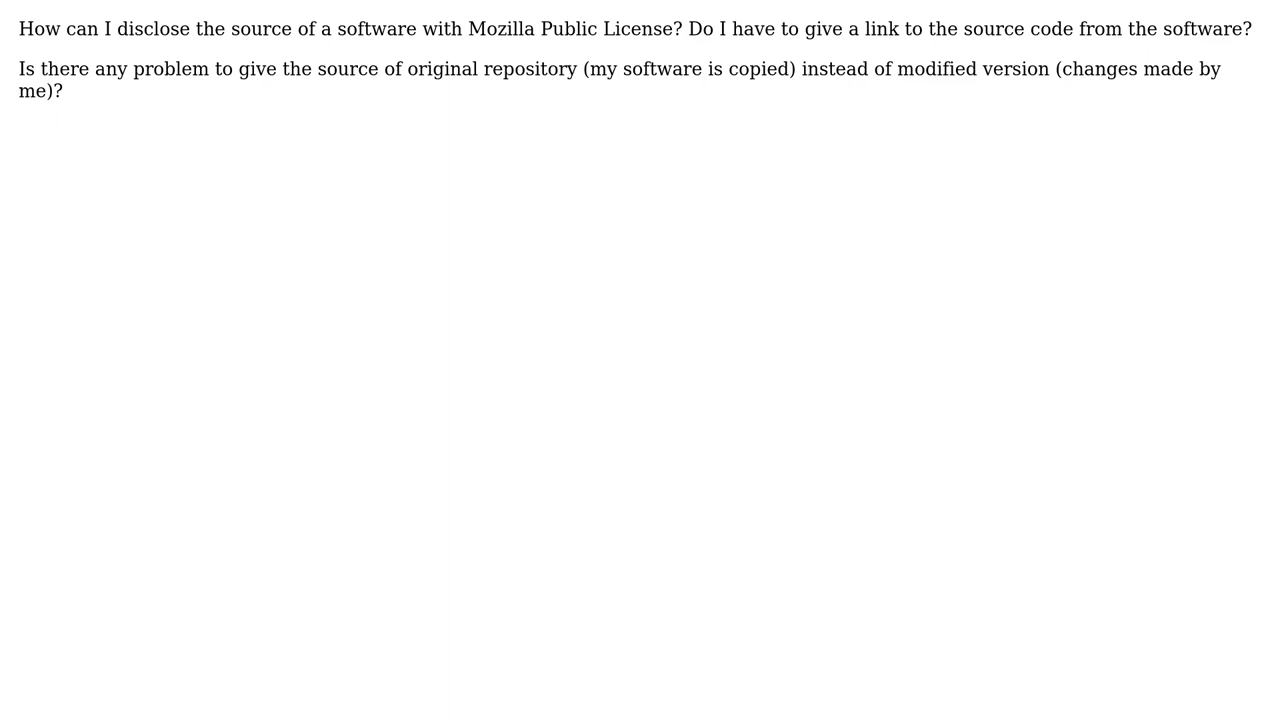 How can I disclose the source of a software with Mozilla Public License? Do I have to give a link to the source code from the software?
Is there any problem to give the source of original repository (my software is copied) instead of modified version (changes made by
me)?